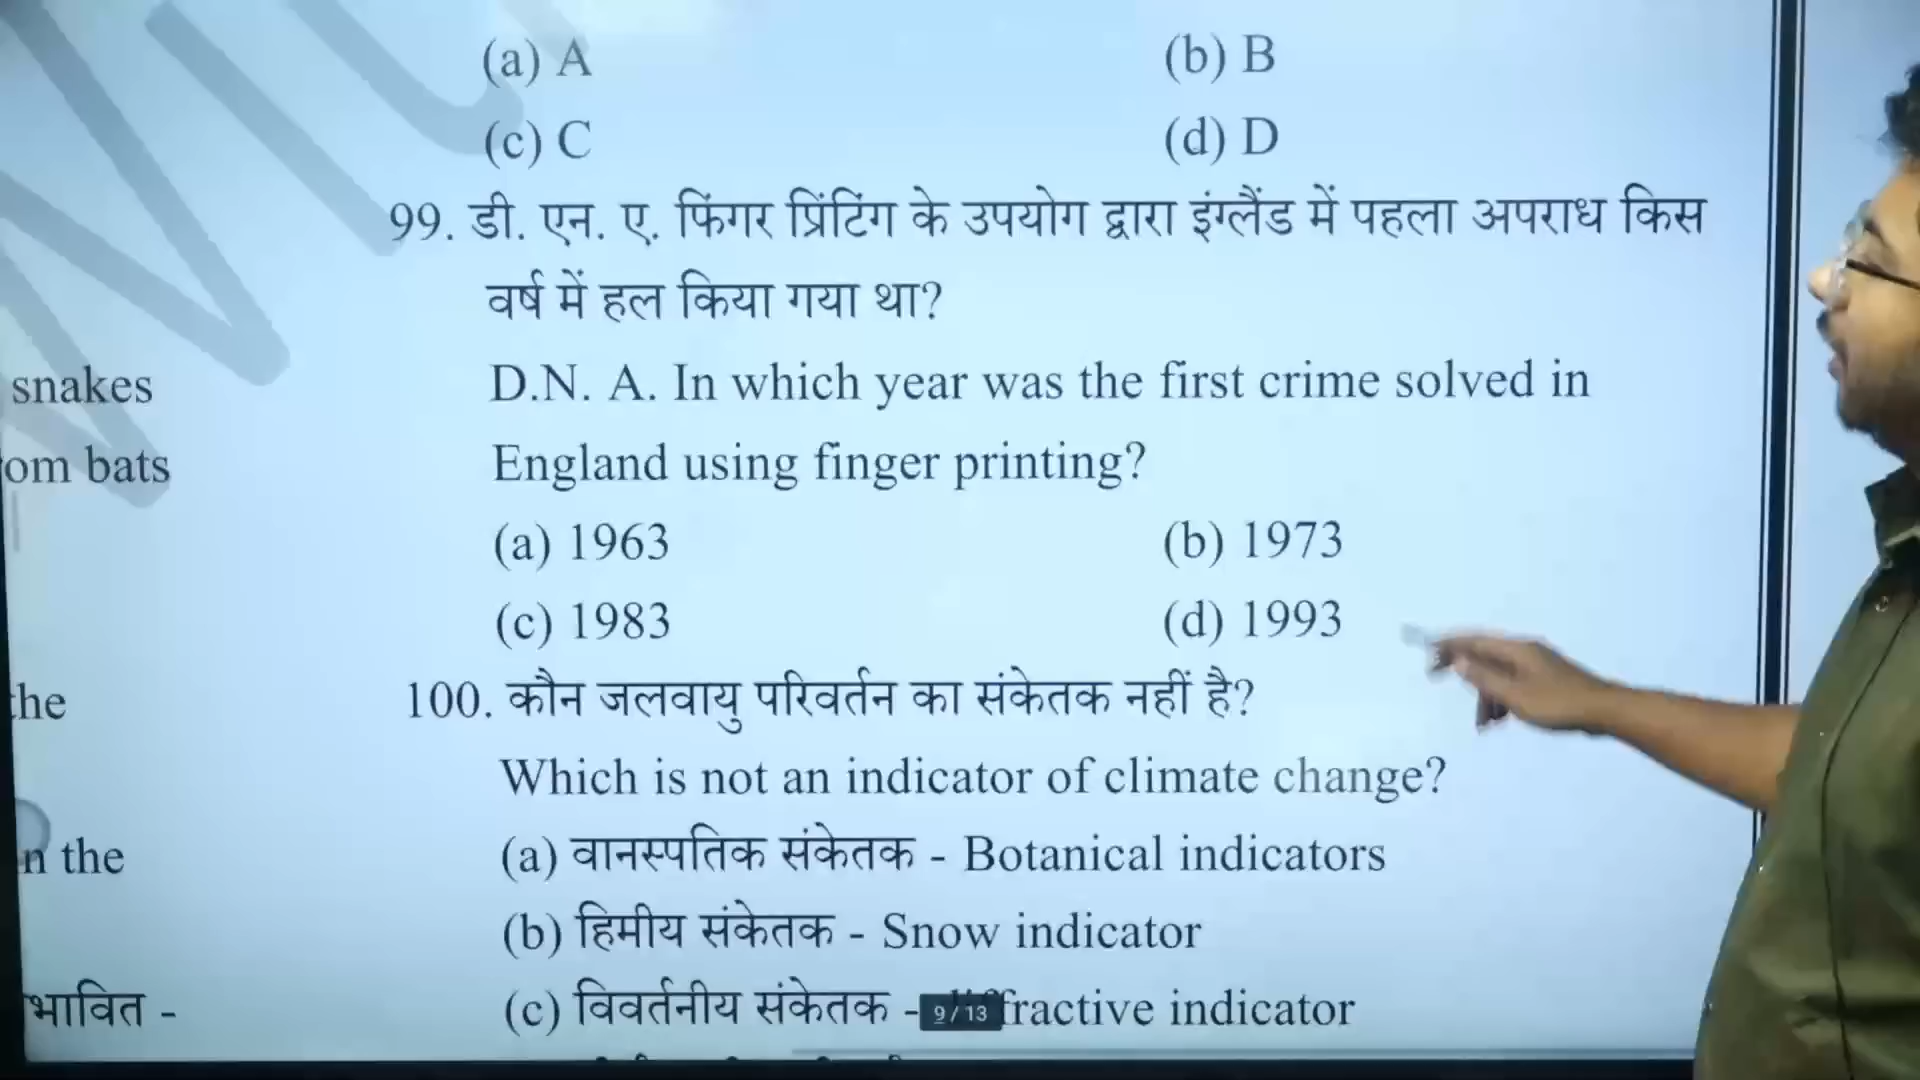 (a) A (b) B
(c) C (d) D
99. डी. एन. ए. फिंगर प्रिंटिंग के उपयोग द्वारा इंग्लैंड में पहला अपराध किस
वर्ष में हल किया गया था?
D.N. A. In which year was the first crime solved in
England using finger printing?
(a) 1963 (b) 1973
(c) 1983 (d) 1993
100. कौन जलवायु परिवर्तन का संकेतक नहीं है?
Which is not an indicator of climate change?
(a) वानस्पतिक संकेतक - Botanical indicators
(b) हिमीय संकेतक - Snow indicator
(c) विवर्तनीय संकेतक - fractive indicator
9 / 13
snakes
om bats
he
n the
भावित -